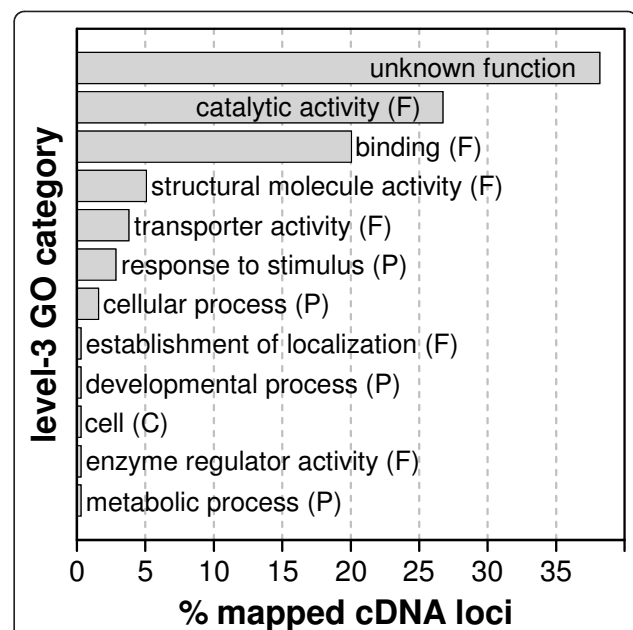 unknown function
catalytic activity (F)
binding (F)
structural molecule activity (F)
transporter activity (F)
response to stimulus (P)
cellular process (P)
establishment of localization (F)
developmental process (P)
cell (C)
enzyme regulator activity (F)
metabolic process (P)
level-3 GO category
0 5 10 15 20 25 30 35
% mapped cDNA loci